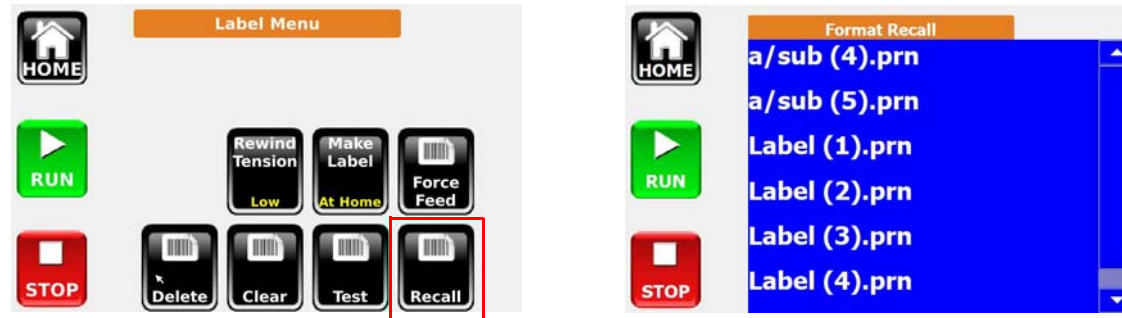 Label Menu
HOME
RUN
STOP
Rewind
Tension
Low
Make
Label
At Home
Force
Feed
Delete
Clear
Test
Recall
Format Recall
HOME
RUN
STOP
a/sub (4).prn
a/sub (5).prn
Label (1).prn
Label (2).prn
Label (3).prn
Label (4).prn